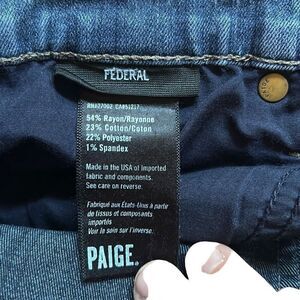 FEDERAL
54% Rayon/Rayonne
23% Cotton/Coton
22% Polyester
1% Spandex
Made in the USA of Imported
fabric and components.
See care on reverse.
Fabriqué aux États-Unis à partir
de tissus et composants
importés
Voir le soin sur l'inverse.
PAIGE.